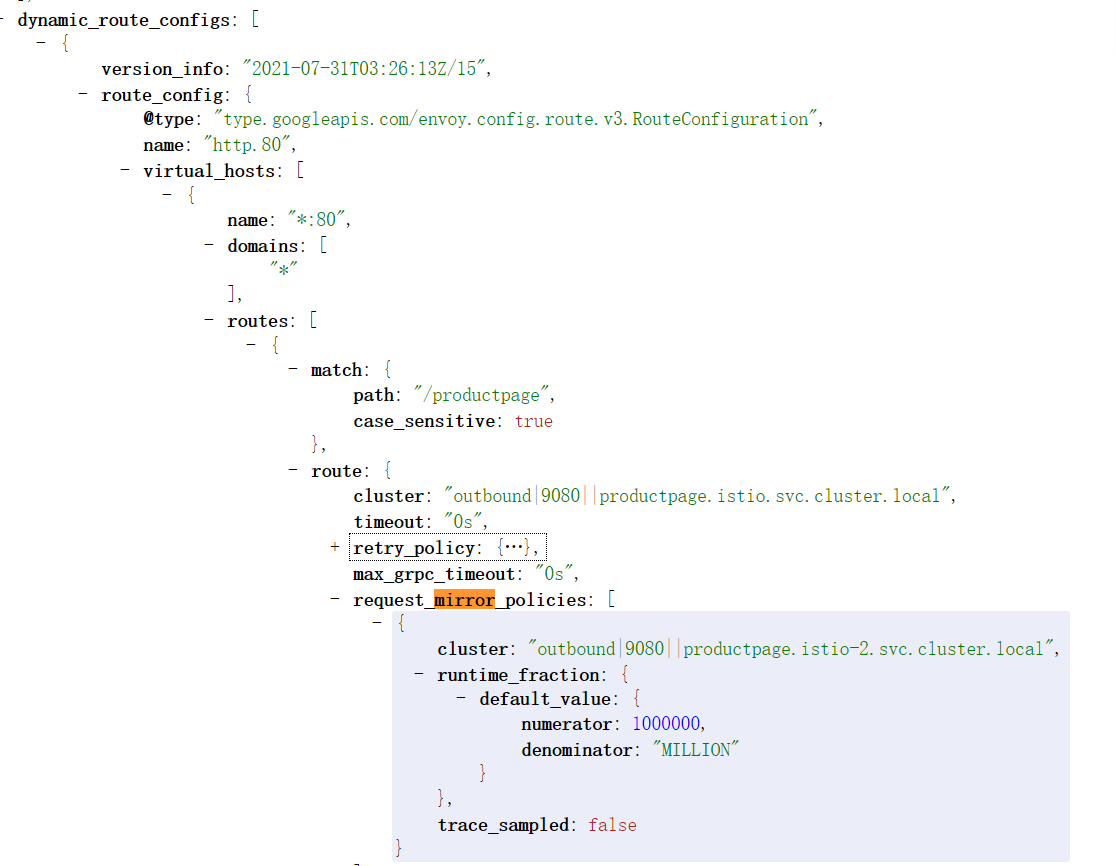 - dynamic_route_configs: [
- {
version_info: "2021-07-31T03:26:13Z/15",
- route_config: {
@type: "type.googleapis.com/envoy.config.route.v3.RouteConfiguration",
name: "http.80",
- virtual_hosts: [
- {
name: "*:80",
- domains: [
"*"
],
- routes: [
- {
- match: {
path: "/productpage",
case_sensitive: true
},
- route: {
cluster: "outbound|9080||productpage.istio.svc.cluster.local",
timeout: "0s",
+ retry_policy: {…},
max_grpc_timeout: "0s",
- request_mirror_policies: [
- {
cluster: "outbound|9080||productpage.istio-2.svc.cluster.local",
- runtime_fraction: {
- default_value: {
numerator: 1000000,
denominator: "MILLION"
}
},
trace_sampled: false
}